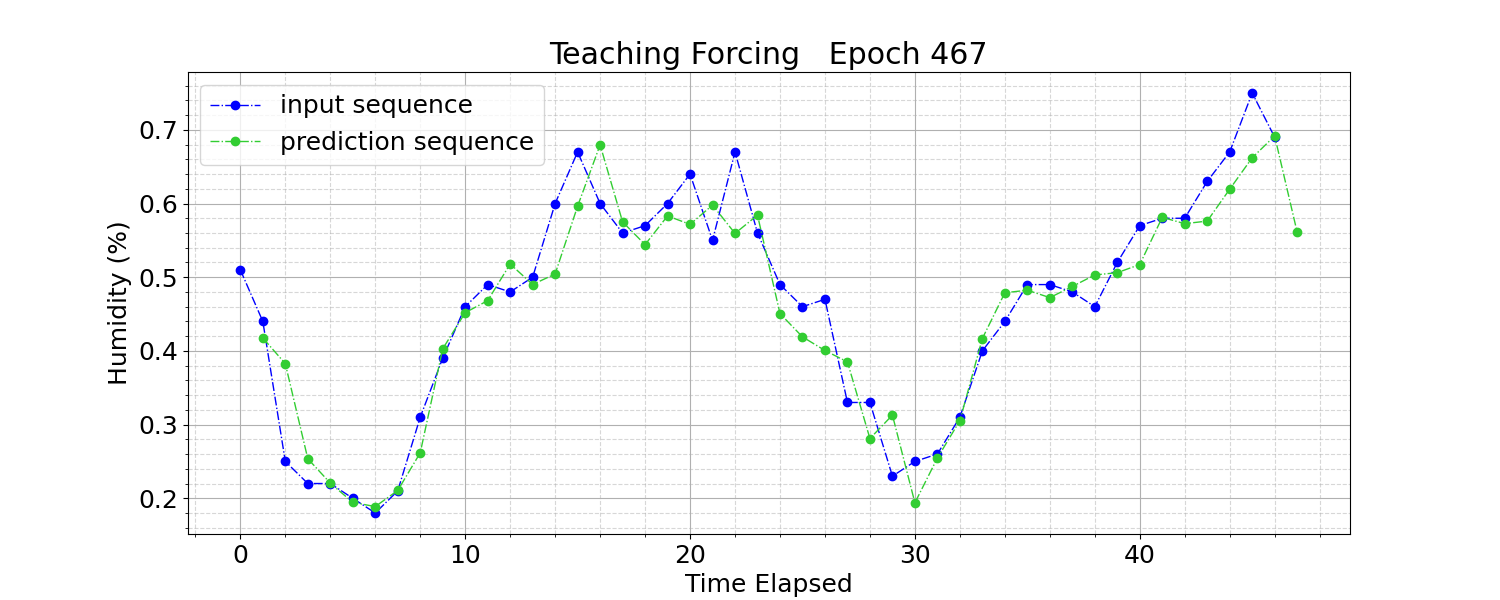 Teaching Forcing   Epoch 467
input sequence
prediction sequence
Humidity (%)
0.7
0.6
0.5
0.4
0.3
0.2
0 10 20 30 40
Time Elapsed